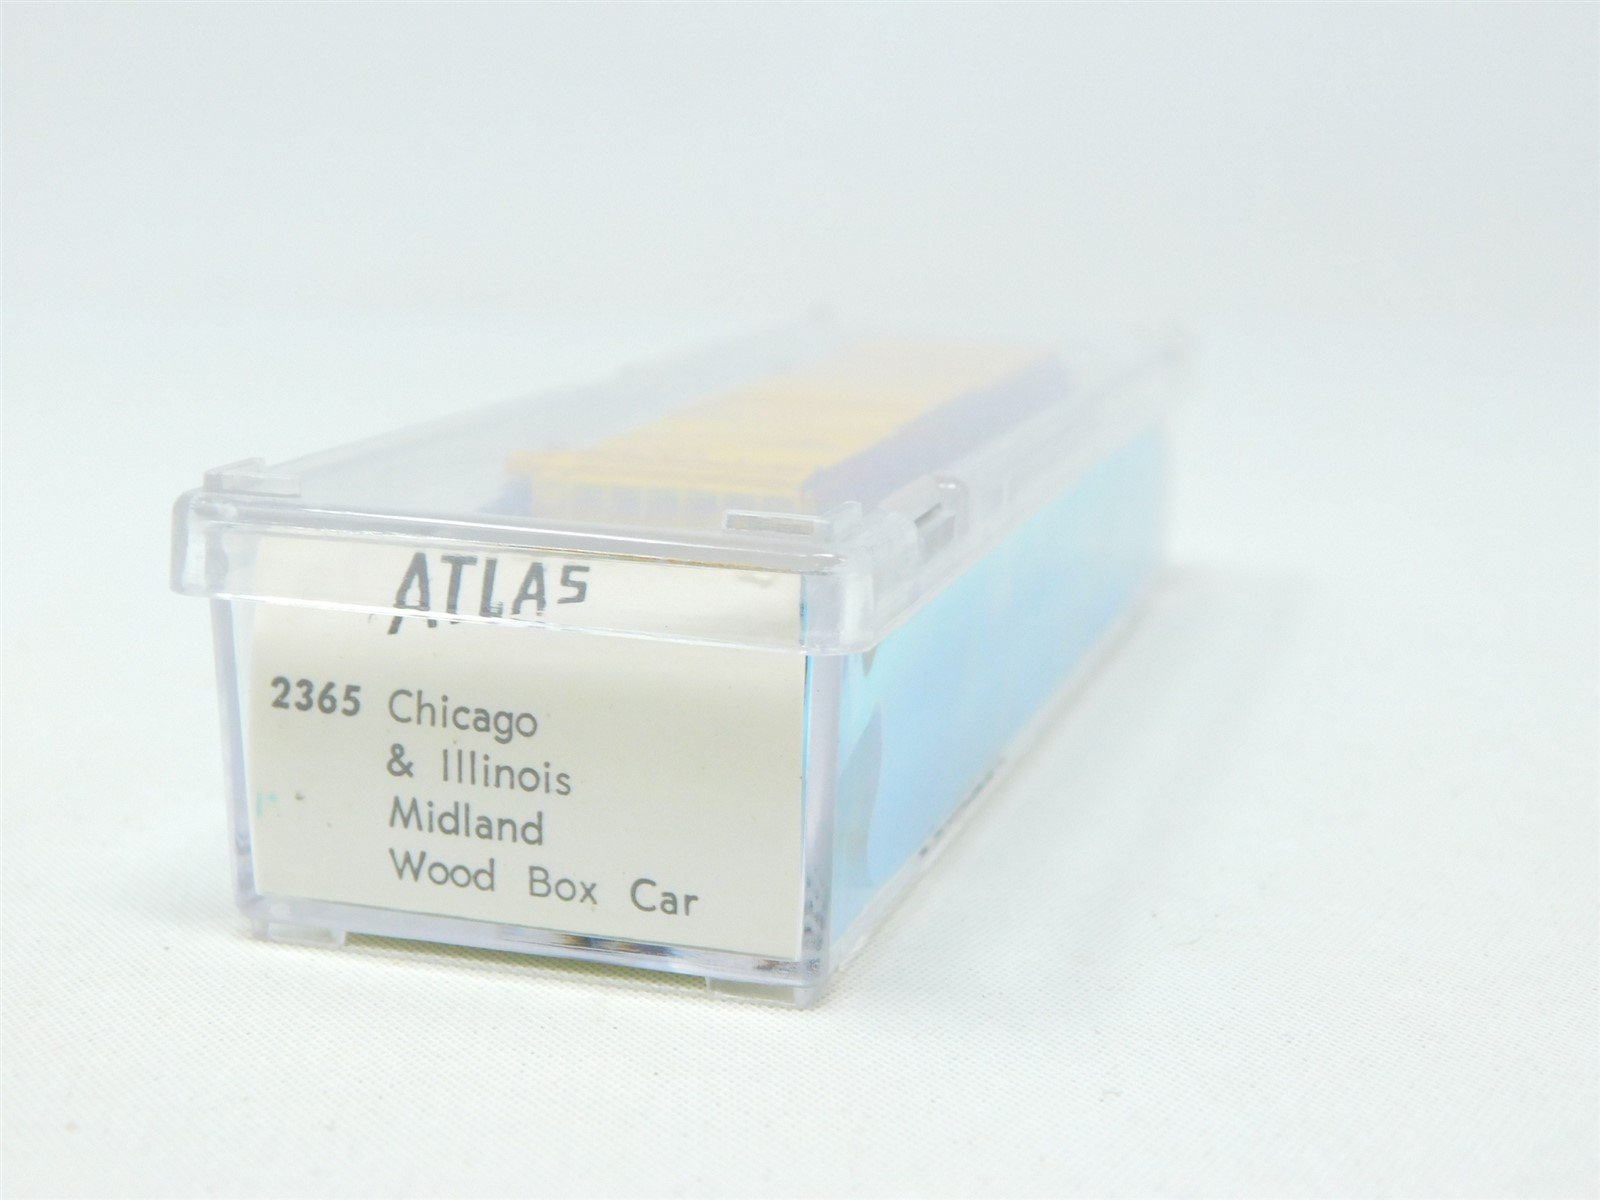 ATLAS
2365 Chicago
& Illinois
Midland
Wood Box Car